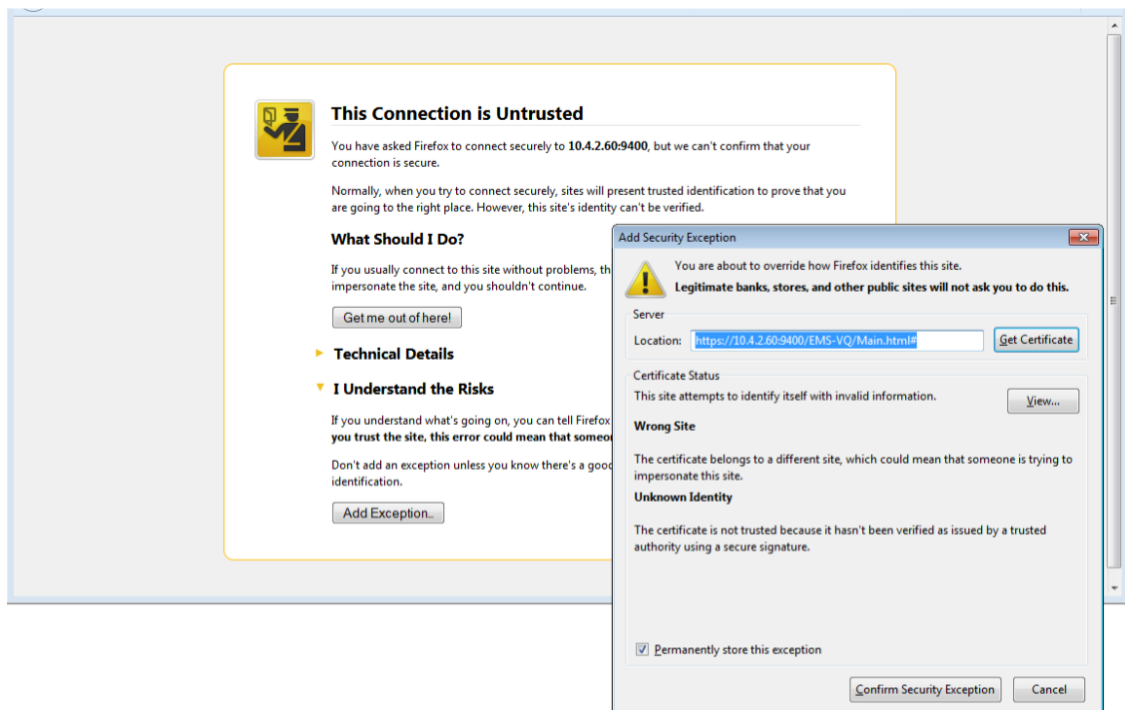 This Connection is Untrusted
You have asked Firefox to connect securely to 10.4.2.60:9400, but we can't confirm that your
connection is secure.
Normally, when you try to connect securely, sites will present trusted identification to prove that you
are going to the right place. However, this site's identity can't be verified.
What Should I Do?
If you usually connect to this site without problems, th
impersonate the site, and you shouldn't continue.
Get me out of here!
Technical Details
I Understand the Risks
If you understand what's going on, you can tell Firefox
you trust the site, this error could mean that someo
Don't add an exception unless you know there's a good
identification.
Add Exception...
Add Security Exception
You are about to override how Firefox identifies this site.
Legitimate banks, stores, and other public sites will not ask you to do this.
Server
Location: https://10.4.2.60:9400/EMS-VQ/Main.html# Get Certificate
Certificate Status
This site attempts to identify itself with invalid information. View...
Wrong Site
The certificate belongs to a different site, which could mean that someone is trying to
impersonate this site.
Unknown Identity
The certificate is not trusted because it hasn't been verified as issued by a trusted
authority using a secure signature.
Permanently store this exception
Confirm Security Exception Cancel